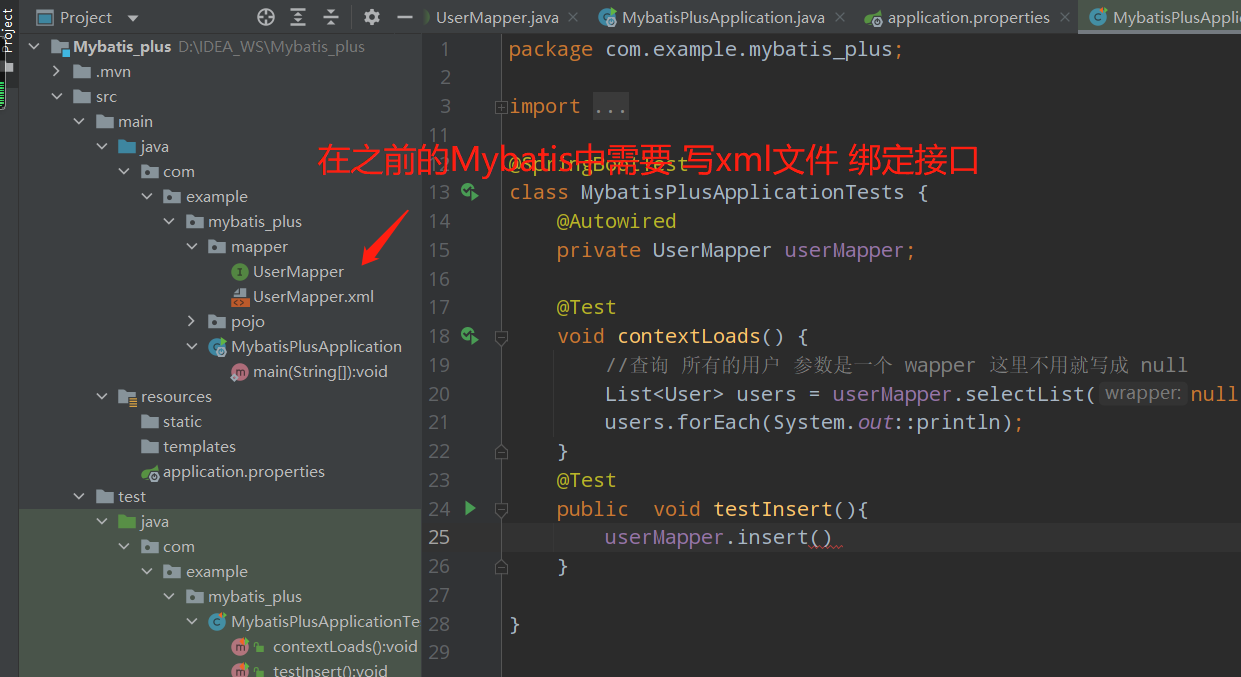 Project
Project
UserMapper.java
MybatisPlusApplication.java
application.properties
MybatisPlusAppli
Mybatis_plus D:\IDEA_WS\Mybatis_plus
.mvn
src
main
java
com
example
mybatis_plus
mapper
UserMapper
UserMapper.xml
pojo
MybatisPlusApplication
main(String[]):void
resources
static
templates
application.properties
test
java
com
example
mybatis_plus
MybatisPlusApplicationTe
contextLoads():void
testInsert():void
在之前的Mybatis中需要 写xml文件 绑定接口
1 package com.example.mybatis_plus;
2
3 import ...
11
12 @SpringBootTest
13 class MybatisPlusApplicationTests {
14 @Autowired
15 private UserMapper userMapper;
16
17 @Test
18 void contextLoads() {
19 //查询 所有的用户 参数是一个 wapper 这里不用就写成 null
20 List<User> users = userMapper.selectList( wrapper: null
21 users.forEach(System.out::println);
22 }
23 @Test
24 public void testInsert(){
25 userMapper.insert()
26 }
27
28 }
29